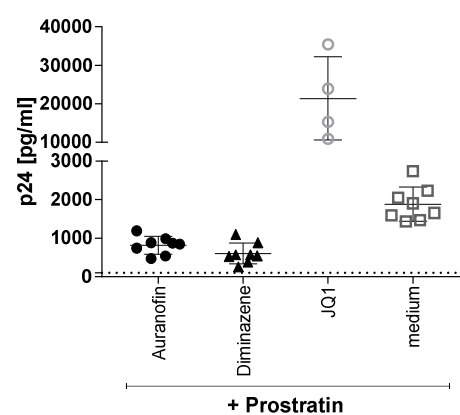 p24 [pg/ml]
40000
30000
20000
10000
3000
2000
1000
0
Auranofin
Diminazene
JQ1
medium
+ Prostratin